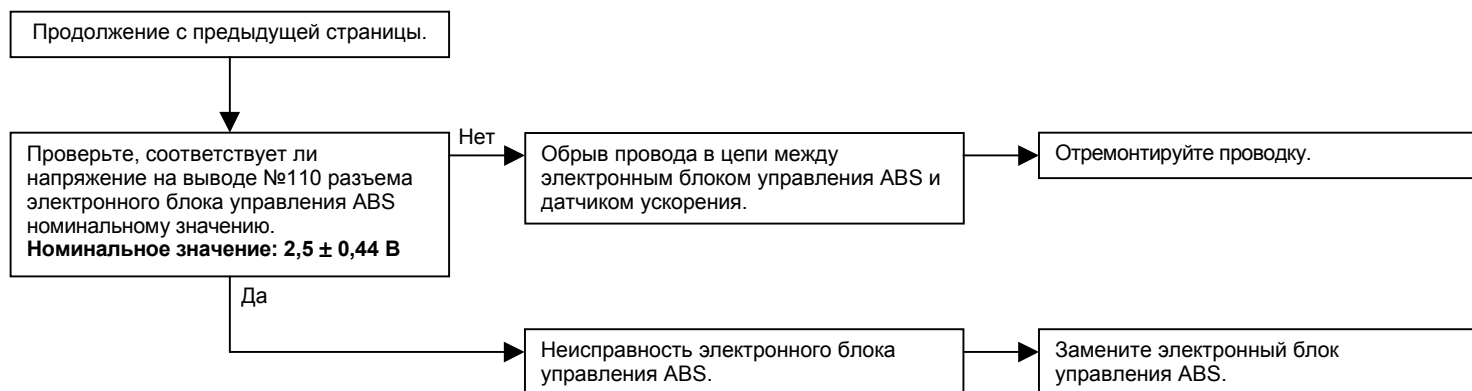 Продолжение с предыдущей страницы.
Проверьте, соответствует ли
напряжение на выводе №110 разъема
электронного блока управления ABS
номинальному значению.
Номинальное значение: 2,5 ± 0,44 В
Нет
Обрыв провода в цепи между
электронным блоком управления ABS и
датчиком ускорения.
Отремонтируйте проводку.
Да
Неисправность электронного блока
управления ABS.
Замените электронный блок
управления ABS.